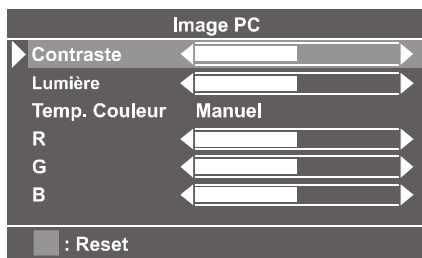 Image PC
Contraste
Lumière
Temp. Couleur Manuel
R
G
B
: Reset